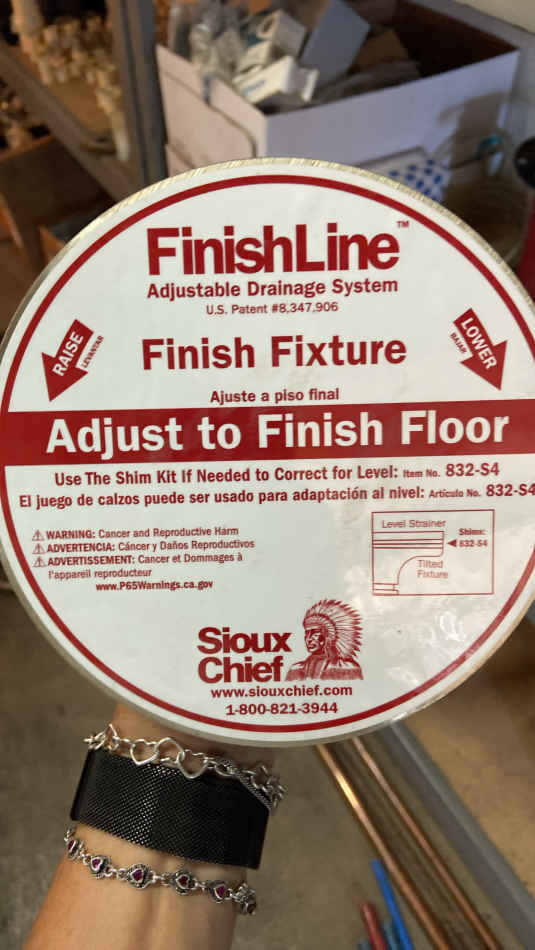 FinishLine™
Adjustable Drainage System
U.S. Patent #8,347,906
RAISE
LEVANTAR
Finish Fixture
LOWER
BAJAR
Ajuste a piso final
Adjust to Finish Floor
Use The Shim Kit If Needed to Correct for Level: Item No. 832-S4
El juego de calzos puede ser usado para adaptación al nivel: Artículo No. 832-S4
⚠WARNING: Cancer and Reproductive Harm
⚠ADVERTENCIA: Cáncer y Daños Reproductivos
⚠ADVERTISSEMENT: Cancer et Dommages à
l'appareil reproducteur
www.P65Warnings.ca.gov
Level Strainer
Shims:
832-S4
Tilted
Fixture
Sioux
Chief
www.siouxchief.com
1-800-821-3944